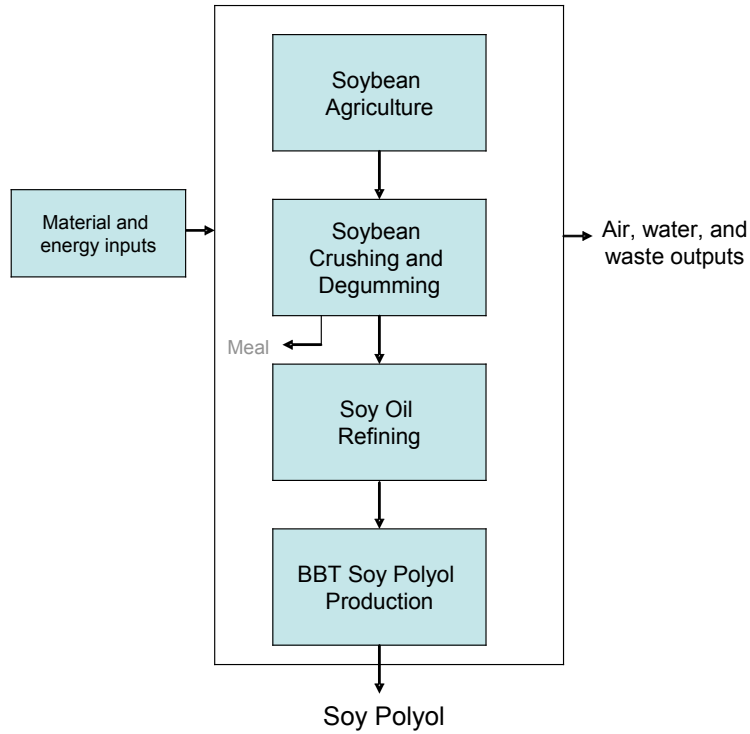 Soybean
Agriculture
Material and
energy inputs
Soybean
Crushing and
Degumming
Air, water, and
waste outputs
Meal
Soy Oil
Refining
BBT Soy Polyol
Production
Soy Polyol